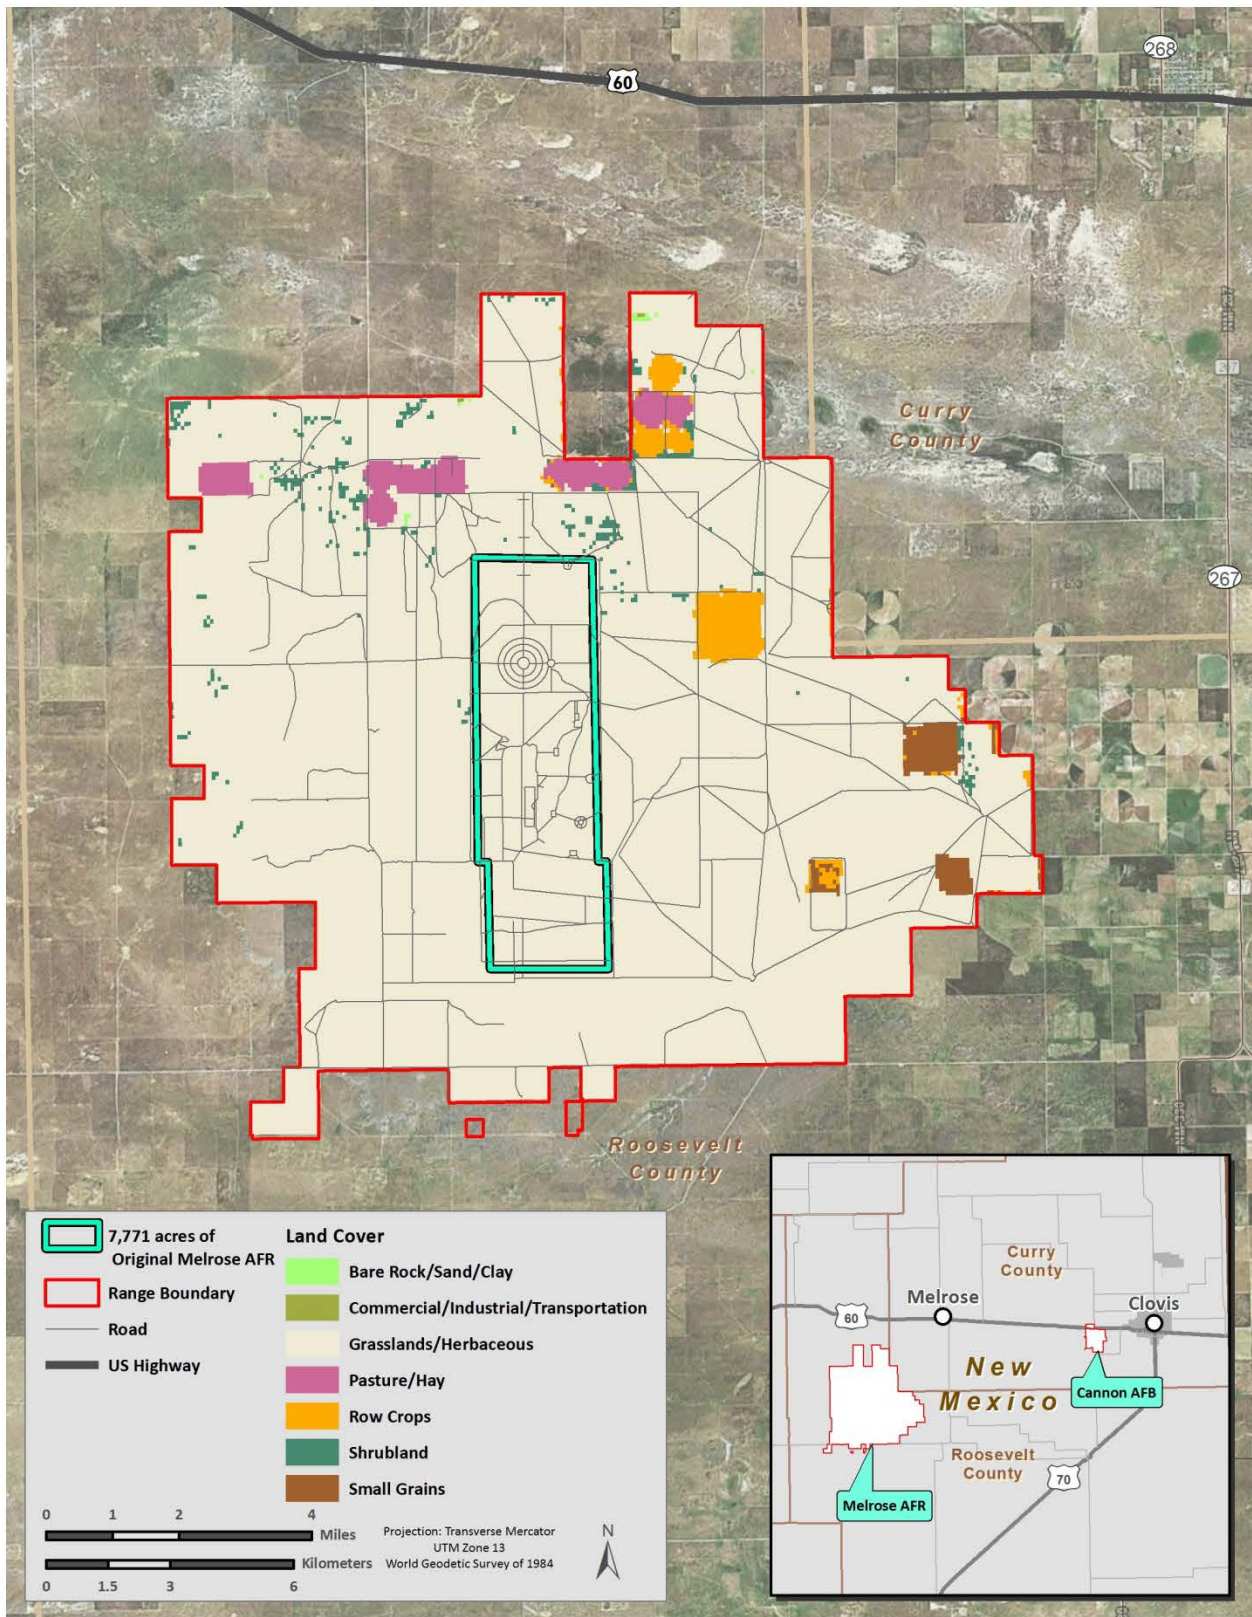 268
60
Curry
County
267
Roosevelt
County
7,771 acres of
Original Melrose AFR
Range Boundary
Road
US Highway
Land Cover
Bare Rock/Sand/Clay
Commercial/Industrial/Transportation
Grasslands/Herbaceous
Pasture/Hay
Row Crops
Shrubland
Small Grains
0 1 2 4
Miles
Kilometers
0 1.5 3 6
Projection: Transverse Mercator
UTM Zone 13
World Geodetic Survey of 1984
N
Curry
County
Melrose
Clovis
60
New
Mexico
Cannon AFB
Roosevelt
County
70
Melrose AFR